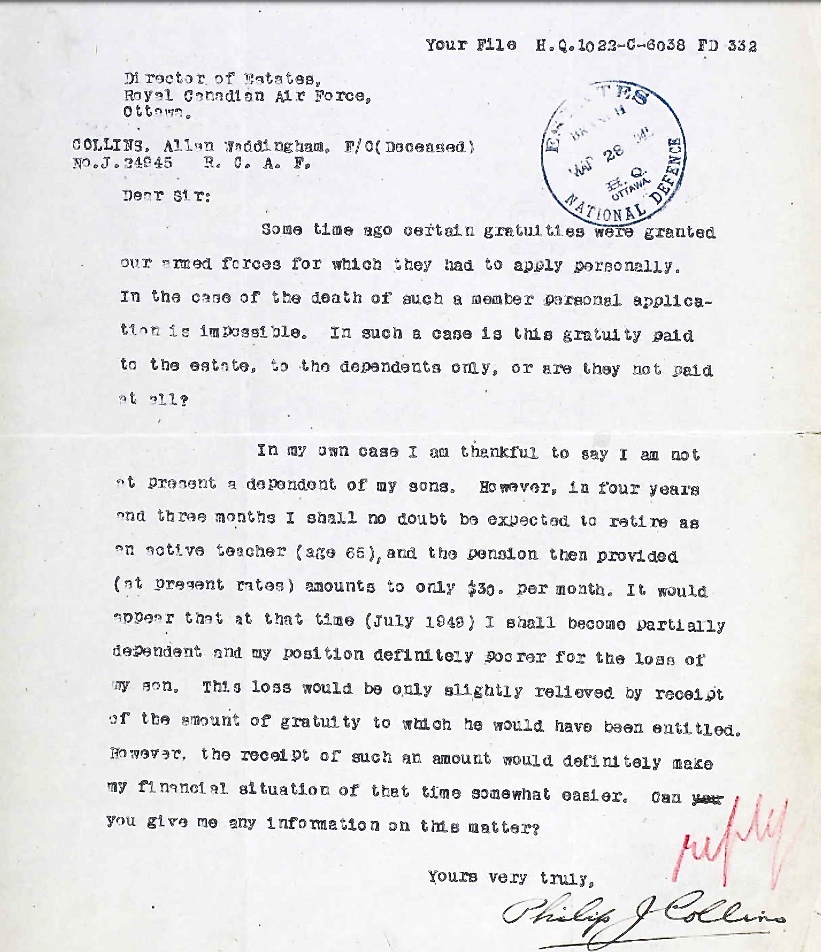 Your File H.Q.1022-C-6038 FD 332
Director of Estates,
Royal Canadian Air Force,
Ottawa.
ESTATES
BRANCH
MAR 28
H. Q.
OTTAWA
NATIONAL DEFENCE
COLLINS, Allan Waddingham, F/O(Deceased)
No.J.24945 R. C. A. F.
Dear Sir:
Some time ago certain gratuities were granted
our armed forces for which they had to apply personally.
In the case of the death of such a member personal applica-
tion is impossible. In such a case is this gratuity paid
to the estate, to the dependents only, or are they not paid
at all?
In my own case I am thankful to say I am not
at present a dependent of my sons. However, in four years
and three months I shall no doubt be expected to retire as
an active teacher (age 65), and the pension then provided
(at present rates) amounts to only $30. per month. It would
appear that at that time (July 1949) I shall become partially
dependent and my position definitely poorer for the loss of
my son. This loss would be only slightly relieved by receipt
of the amount of gratuity to which he would have been entitled.
However, the receipt of such an amount would definitely make
my financial situation of that time somewhat easier. Can you
you give me any information on this matter?
reply
Yours very truly,
Philip J Collins